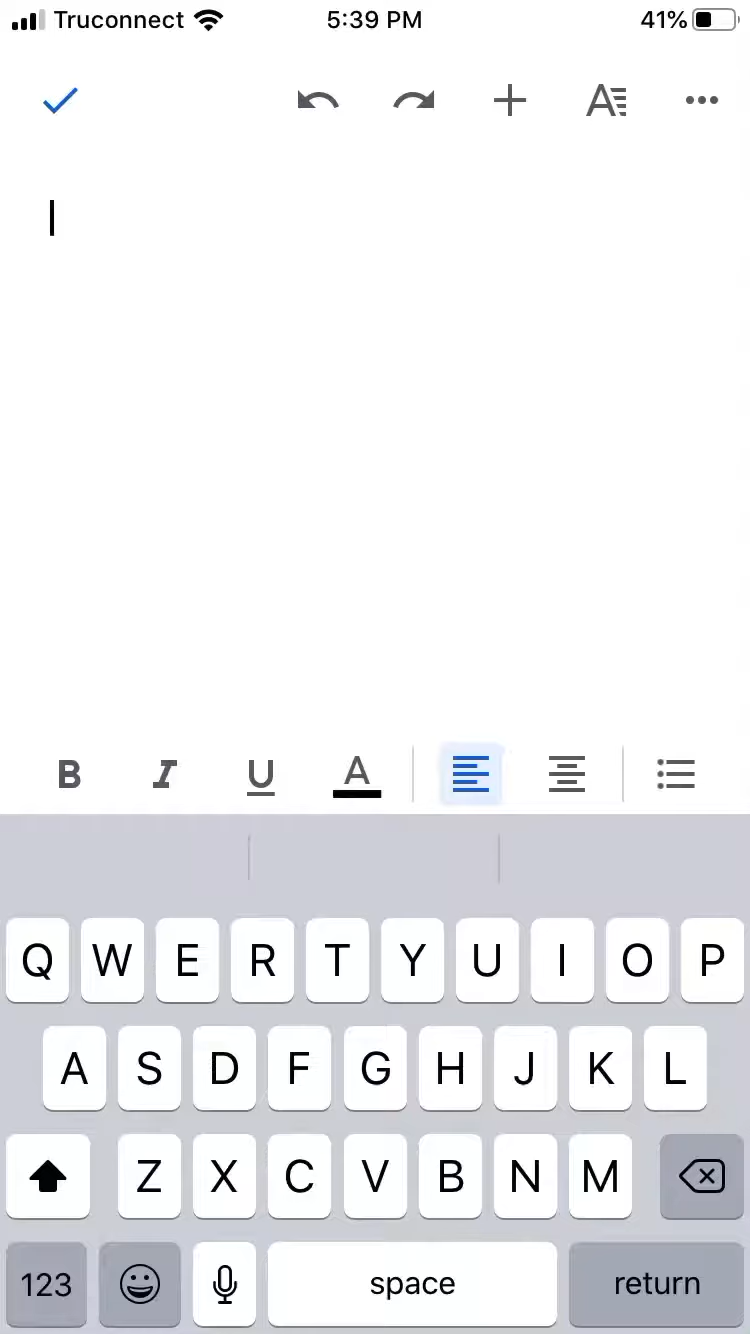 Truconnect 5:39 PM 41%
A
B I U A
Q W E R T Y U I O P
A S D F G H J K L
Z X C V B N M
123 space return